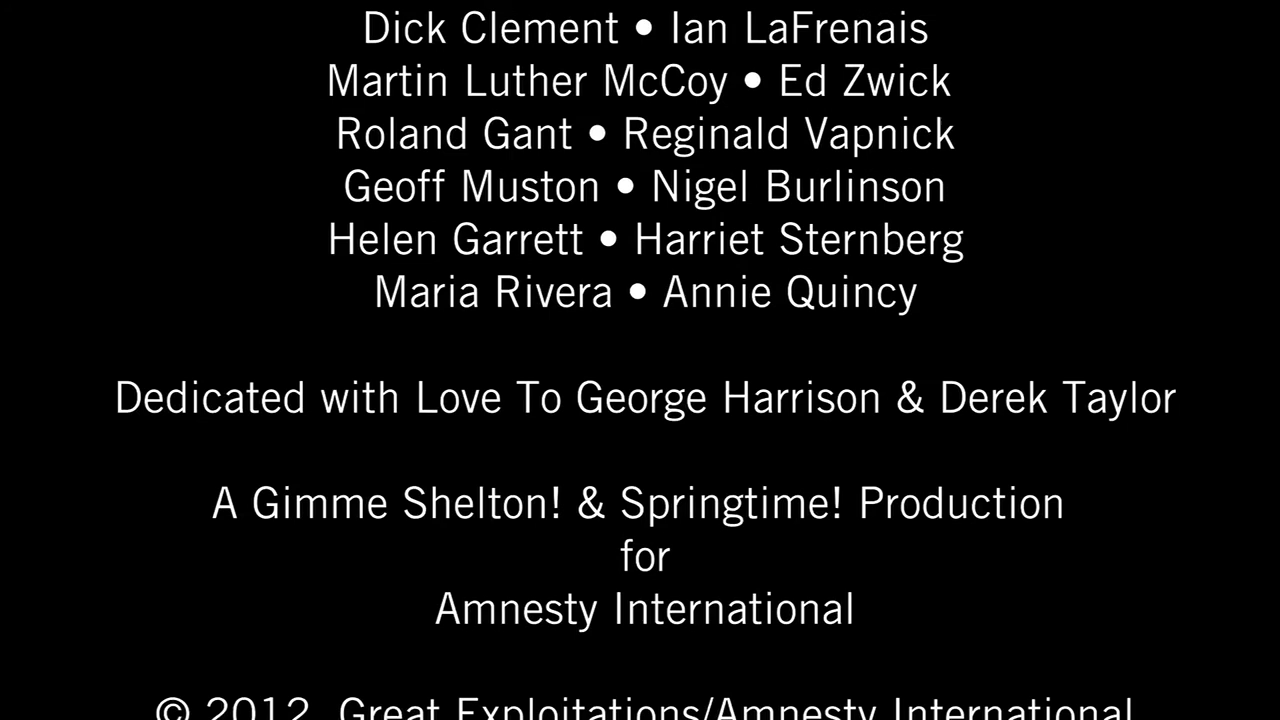 Dick Clement • Ian LaFrenais
Martin Luther McCoy • Ed Zwick
Roland Gant • Reginald Vapnick
Geoff Muston • Nigel Burlinson
Helen Garrett • Harriet Sternberg
Maria Rivera • Annie Quincy
Dedicated with Love To George Harrison & Derek Taylor
A Gimme Shelton! & Springtime! Production
for
Amnesty International
© 2012 Great Exploitations/Amnesty International